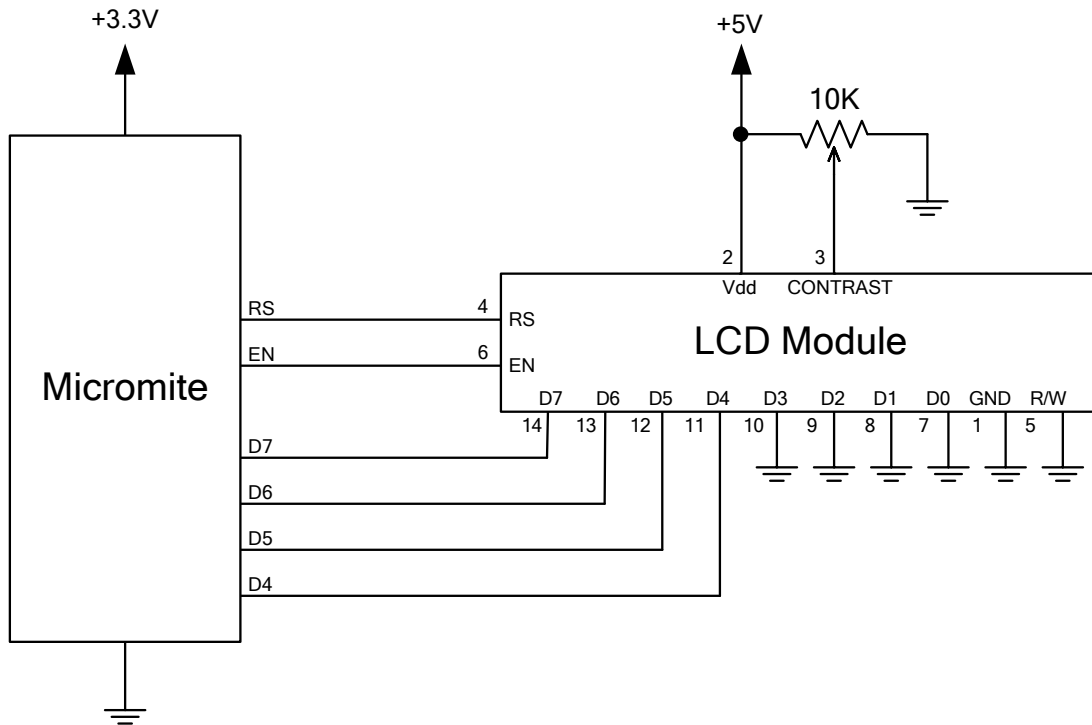 +3.3V
+5V
10K
2 3
Vdd CONTRAST
RS 4 RS
LCD Module
EN 6 EN
Micromite
D7 D6 D5 D4 D3 D2 D1 D0 GND R/W
14 13 12 11 10 9 8 7 1 5
D7
D6
D5
D4